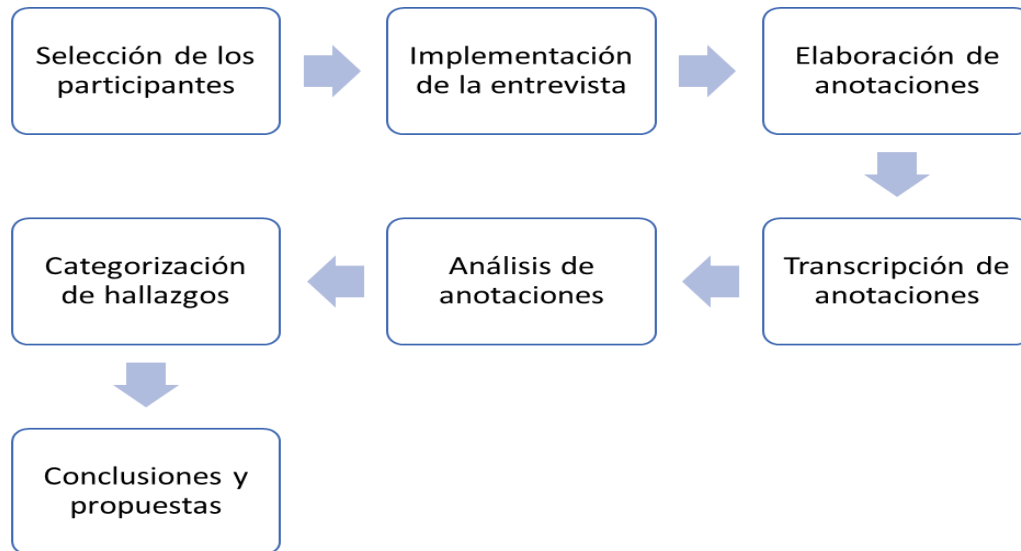 Selección de los
participantes
Implementación
de la entrevista
Elaboración de
anotaciones
Transcripción de
anotaciones
Análisis de
anotaciones
Categorización
de hallazgos
Conclusiones y
propuestas